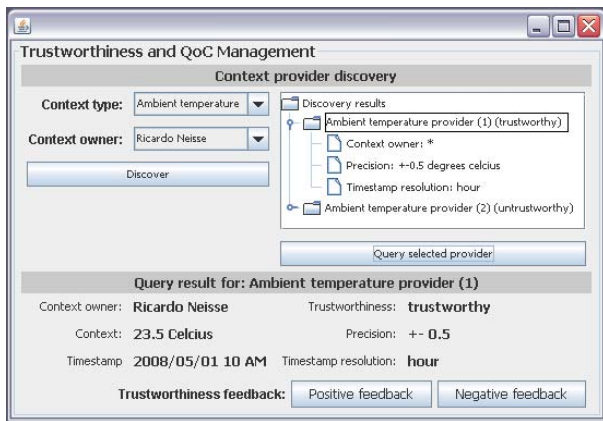 Trustworthiness and QoC Management
Context provider discovery
Context type: Ambient temperature
Context owner: Ricardo Neisse
Discover
Discovery results
Ambient temperature provider (1) (trustworthy)
Context owner: *
Precision: +-0.5 degrees celcius
Timestamp resolution: hour
Ambient temperature provider (2) (untrustworthy)
Query selected provider
Query result for: Ambient temperature provider (1)
Context owner: Ricardo Neisse Trustworthiness: trustworthy
Context: 23.5 Celcius Precision: +- 0.5
Timestamp 2008/05/01 10 AM Timestamp resolution: hour
Trustworthiness feedback: Positive feedback Negative feedback